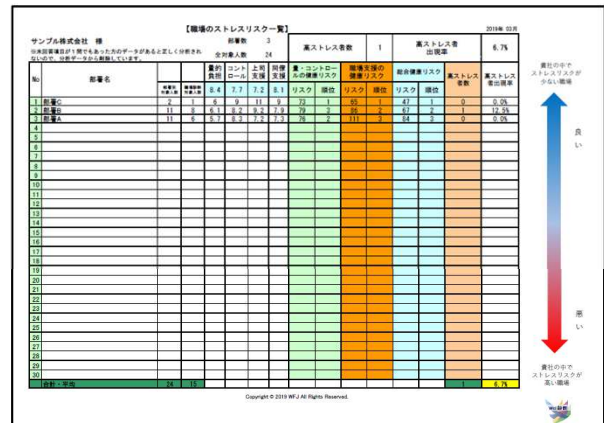 【職場のストレスリスク一覧】
2019年 03月
サンプル株式会社 様
部署数 3
※未回答項目が1問でもあった方のデータがあると正しく分析されないので、分析データから削除しています。
全対象人数 24
高ストレス者数 1
高ストレス者出現率 6.7%
No 部署名 部署別対象人数 職場診断対象人数 量的負担 コントロール 上司支援 同僚支援 量・コントロールの健康リスク 職場支援の健康リスク 総合健康リスク 高ストレス者数 高ストレス者出現率
8.4 7.7 7.2 8.1 リスク 順位 リスク 順位 リスク 順位
1 部署C 2 1 6 9 11 9 73 1 65 1 47 1 0 0.0%
2 部署B 11 8 6.1 8.2 9.2 7.9 79 3 86 2 67 2 1 12.5%
3 部署A 11 6 5.7 8.3 7.2 7.3 76 2 111 3 84 3 0 0.0%
4
5
6
7
8
9
10
11
12
13
14
15
16
17
18
19
20
21
22
23
24
25
26
27
28
29
30
合計・平均 24 15 1 6.7%
貴社の中で
ストレスリスクが
少ない職場
良
い
悪
い
貴社の中で
ストレスリスクが
高い職場
Copyright © 2019 WFJ All Rights Reserved.